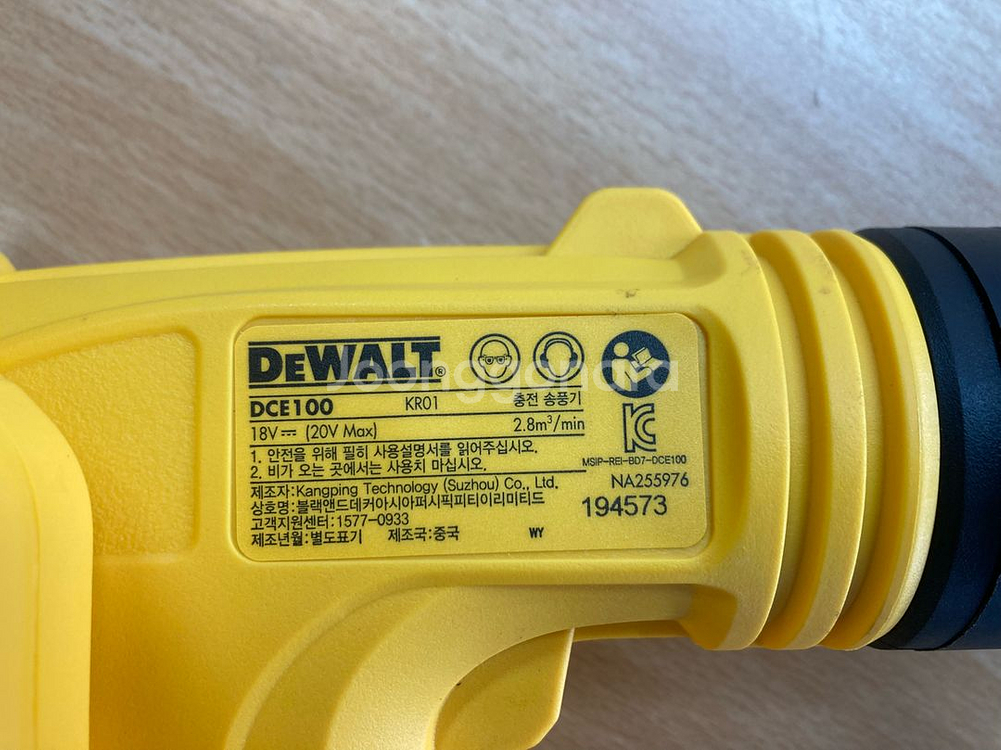 DEWALT®
DCE100 KR01 충전 송풍기
18V⎓ (20V Max) 2.8m³/min
1. 안전을 위해 필히 사용설명서를 읽어주십시오.
2. 비가 오는 곳에서는 사용치 마십시오.
제조자:Kangping Technology (Suzhou) Co., Ltd.
상호명:블랙앤드데커아시아퍼시픽피티이리미티드
고객지원센터:1577-0933
제조년월:별도표기 제조국:중국 WY
MSIP-REI-BD7-DCE100
NA255976
194573
Joonggonara